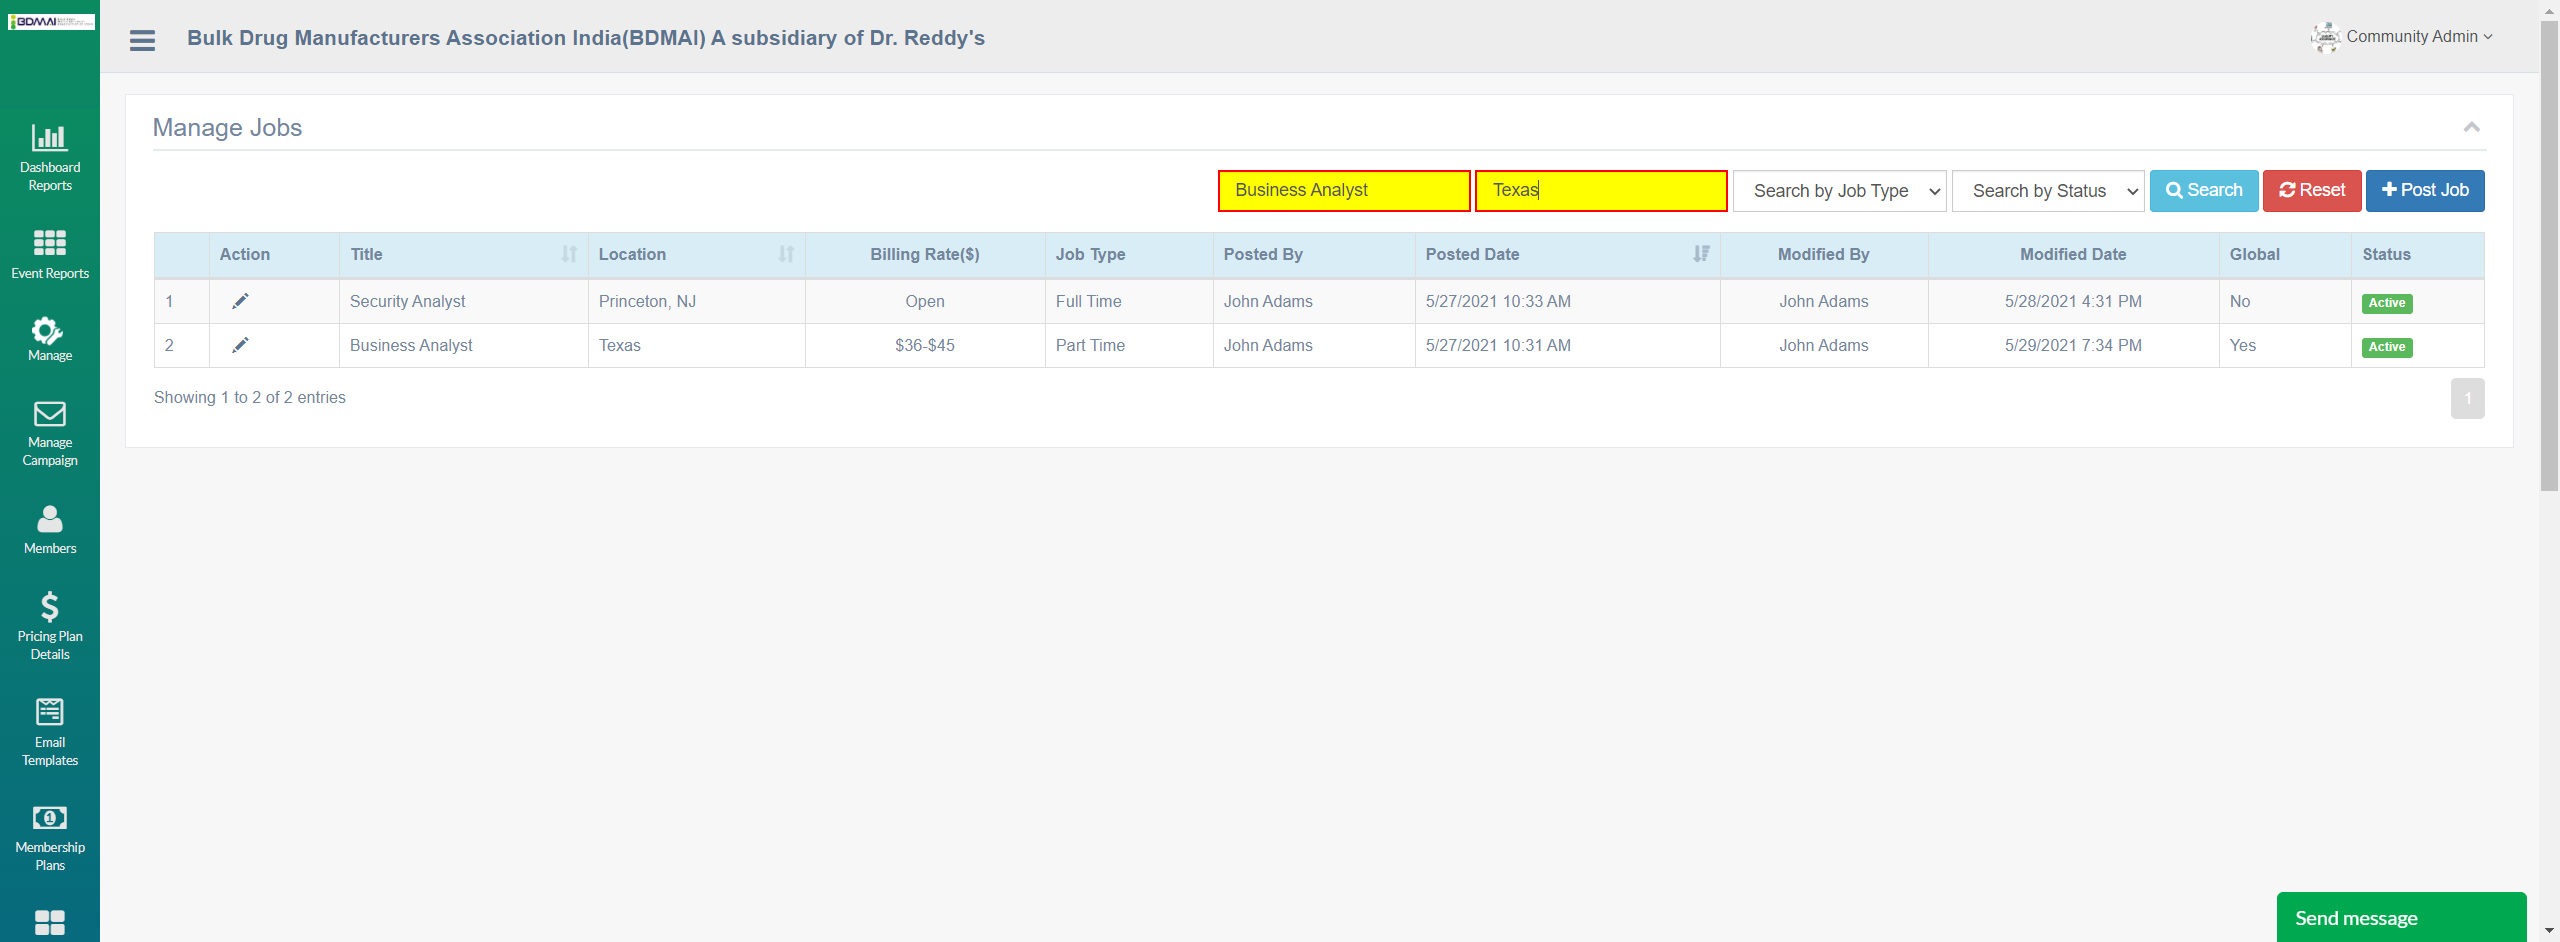 BDMAI
Bulk Drug Manufacturers Association India(BDMAI) A subsidiary of Dr. Reddy's
Community Admin
Dashboard
Reports
Event Reports
Manage
Manage
Campaign
Members
Pricing Plan
Details
Email
Templates
Membership
Plans
Manage Jobs
Business Analyst Texas Search by Job Type Search by Status Search Reset Post Job
Action Title Location Billing Rate($) Job Type Posted By Posted Date Modified By Modified Date Global Status
1 Security Analyst Princeton, NJ Open Full Time John Adams 5/27/2021 10:33 AM John Adams 5/28/2021 4:31 PM No Active
2 Business Analyst Texas $36-$45 Part Time John Adams 5/27/2021 10:31 AM John Adams 5/29/2021 7:34 PM Yes Active
Showing 1 to 2 of 2 entries
1
Send message